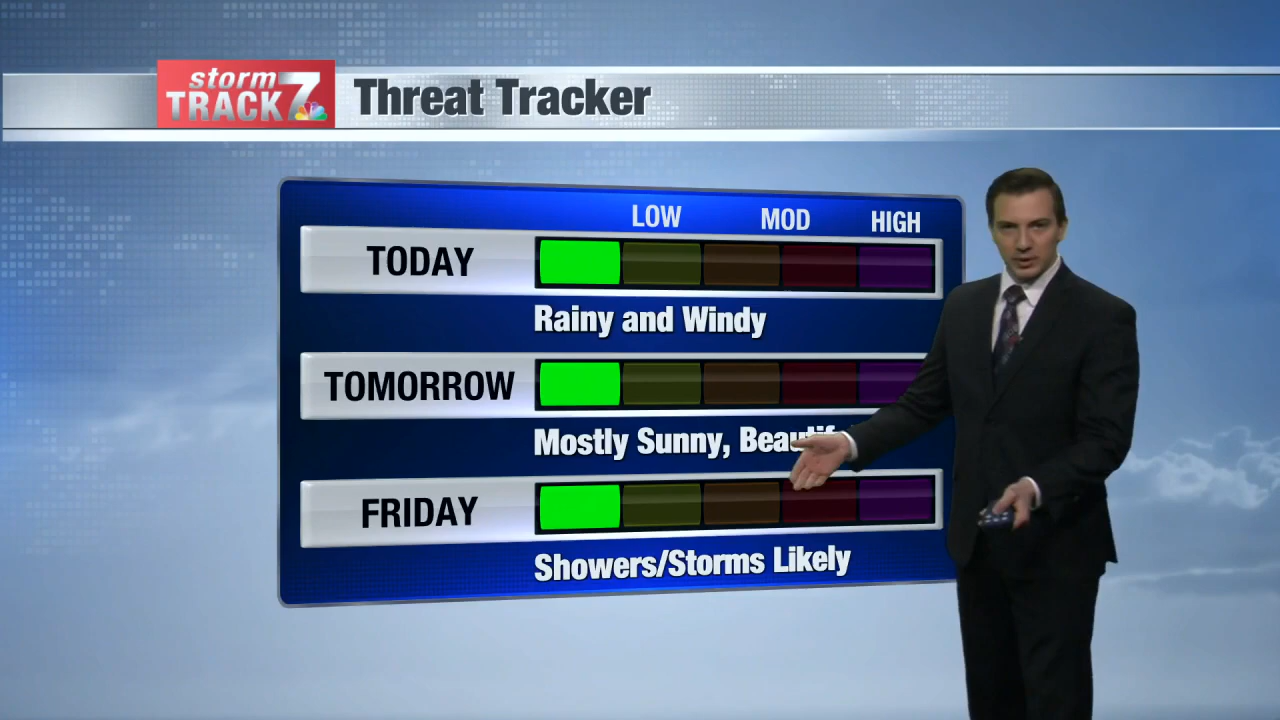 storm
TRACK 7
Threat Tracker
LOW MOD HIGH
TODAY
Rainy and Windy
TOMORROW
Mostly Sunny,
FRIDAY
Showers/Storms Likely